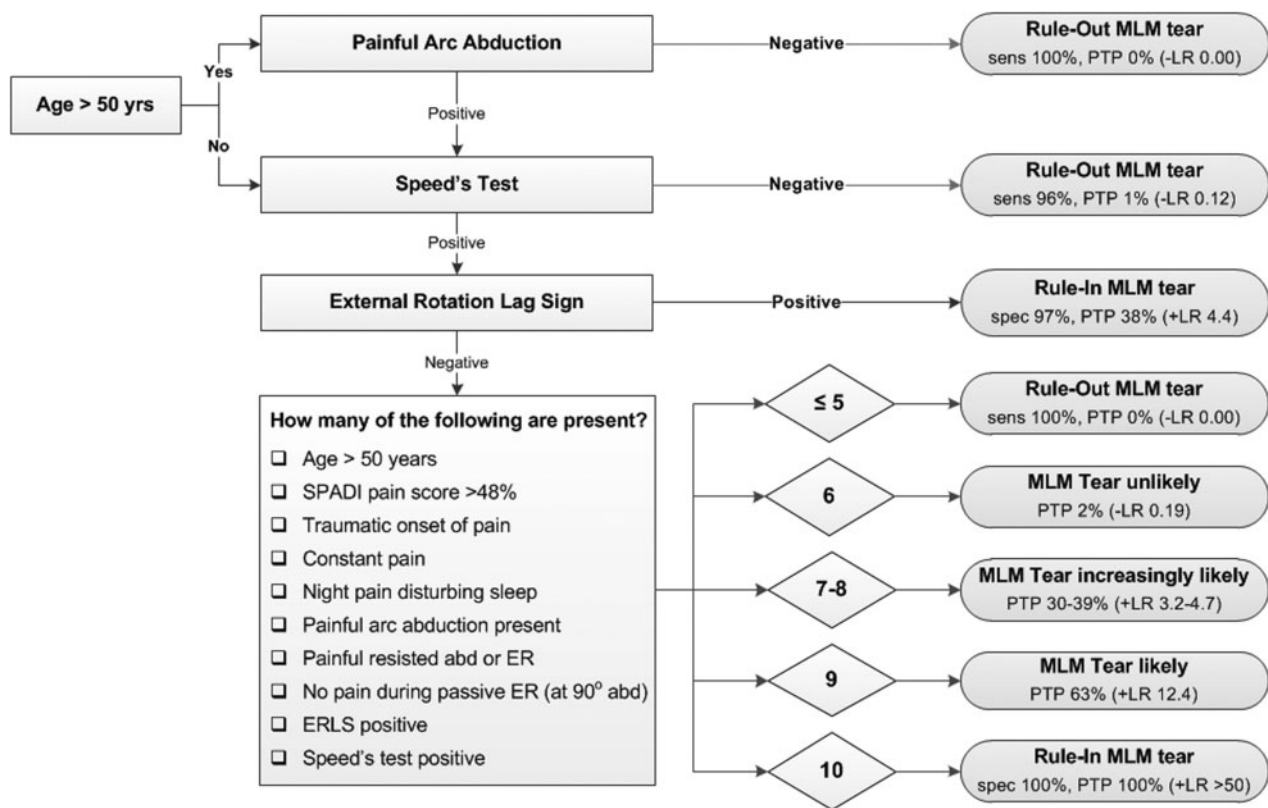 Painful Arc Abduction
Negative
Rule-Out MLM tear
sens 100%, PTP 0% (-LR 0.00)
Yes
Age > 50 yrs
Positive
No
Speed's Test
Negative
Rule-Out MLM tear
sens 96%, PTP 1% (-LR 0.12)
Positive
External Rotation Lag Sign
Positive
Rule-In MLM tear
spec 97%, PTP 38% (+LR 4.4)
Negative
How many of the following are present?
❑ Age > 50 years
❑ SPADI pain score >48%
❑ Traumatic onset of pain
❑ Constant pain
❑ Night pain disturbing sleep
❑ Painful arc abduction present
❑ Painful resisted abd or ER
❑ No pain during passive ER (at 90° abd)
❑ ERLS positive
❑ Speed's test positive
≤ 5
Rule-Out MLM tear
sens 100%, PTP 0% (-LR 0.00)
6
MLM Tear unlikely
PTP 2% (-LR 0.19)
7-8
MLM Tear increasingly likely
PTP 30-39% (+LR 3.2-4.7)
9
MLM Tear likely
PTP 63% (+LR 12.4)
10
Rule-In MLM tear
spec 100%, PTP 100% (+LR >50)